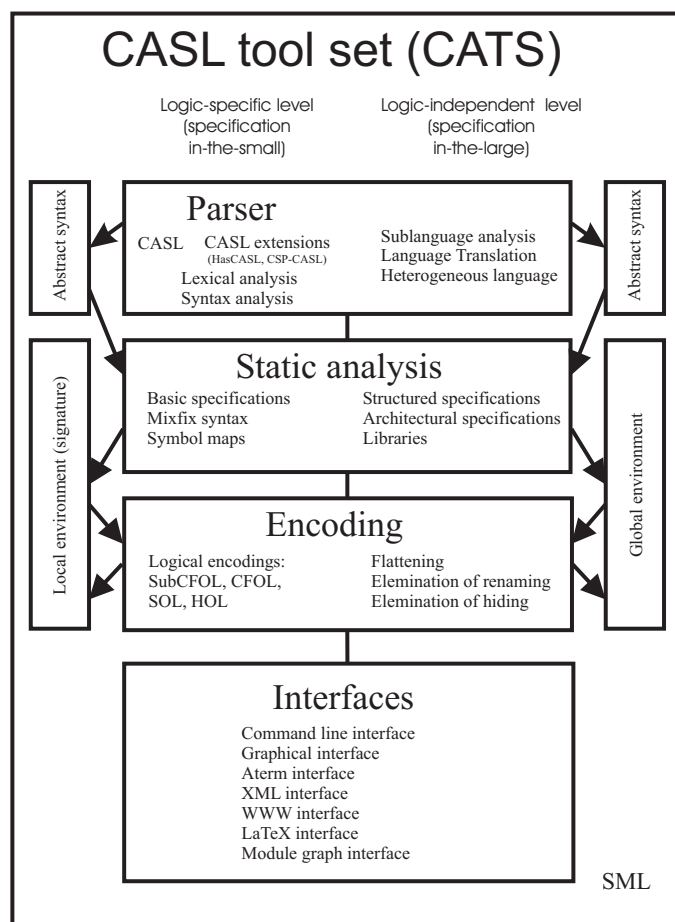 CASL tool set (CATS)
Logic-specific level
(specification
in-the-small)
Logic-independent level
(specification
in-the-large)
Abstract syntax
Parser
CASL
CASL extensions
(HasCASL, CSP-CASL)
Lexical analysis
Syntax analysis
Sublanguage analysis
Language Translation
Heterogeneous language
Abstract syntax
Local environment (signature)
Static analysis
Basic specifications
Mixfix syntax
Symbol maps
Structured specifications
Architectural specifications
Libraries
Global environment
Encoding
Logical encodings:
SubCFOL, CFOL,
SOL, HOL
Flattening
Elemination of renaming
Elemination of hiding
Interfaces
Command line interface
Graphical interface
Aterm interface
XML interface
WWW interface
LaTeX interface
Module graph interface
SML